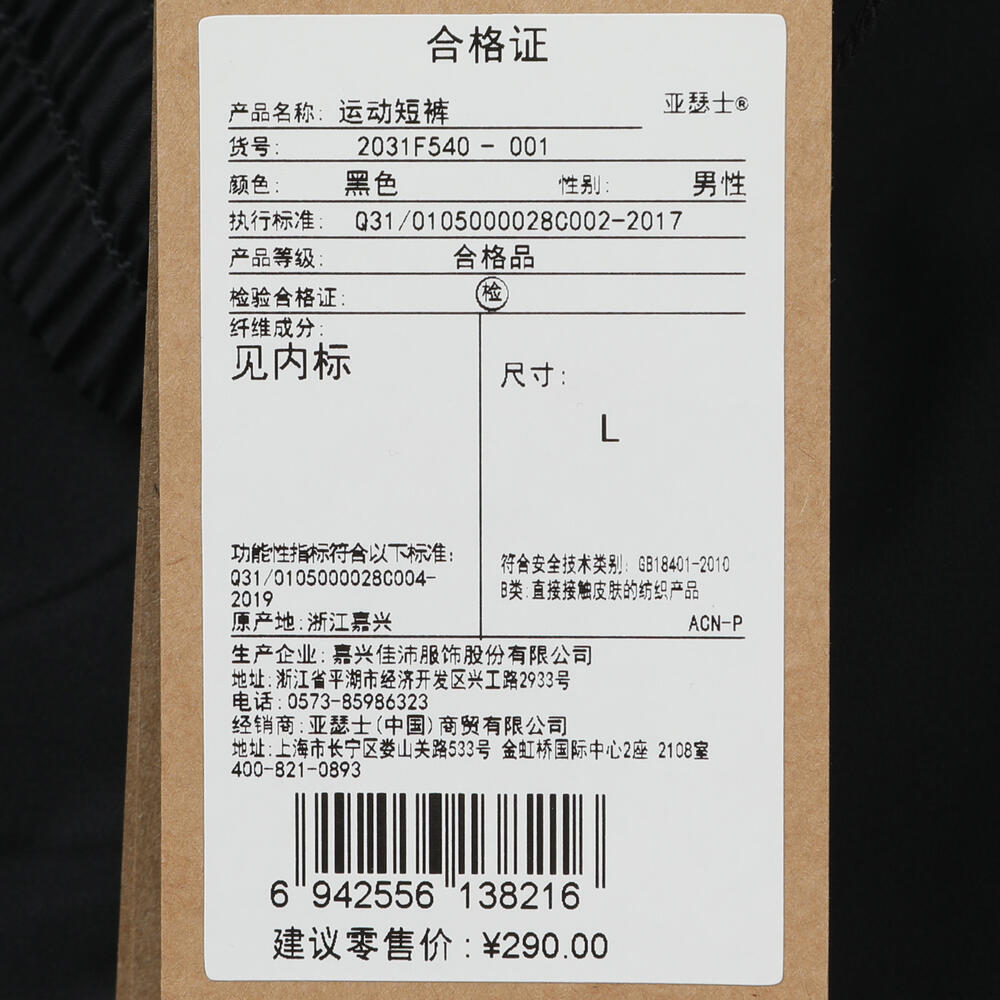 合格证
产品名称: 运动短裤 亚瑟士®
货号: 2031F540 - 001
颜色: 黑色 性别: 男性
执行标准: Q31/0105000028C002-2017
产品等级: 合格品
检验合格证: 检
纤维成分:
见内标
尺寸:
L
功能性指标符合以下标准:
Q31/0105000028C004-
2019
原产地:浙江嘉兴
符合安全技术类别: GB18401-2010
B类:直接接触皮肤的纺织产品
ACN-P
生产企业:嘉兴佳沛服饰股份有限公司
地址:浙江省平湖市经济开发区兴工路2933号
电话:0573-85986323
经销商:亚瑟士(中国)商贸有限公司
地址:上海市长宁区娄山关路533号 金虹桥国际中心2座 2108室
400-821-0893
6 942556 138216
建议零售价:¥290.00